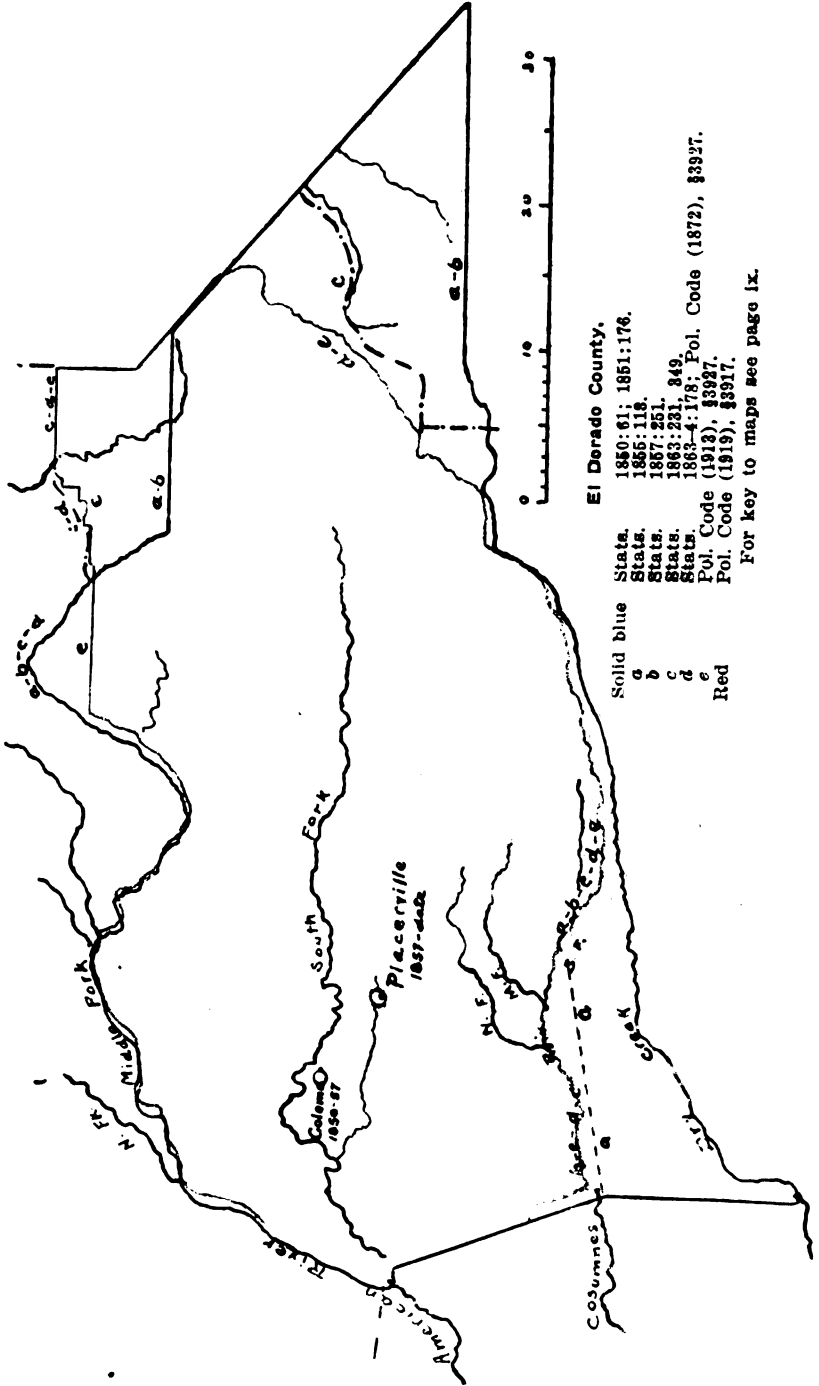 El Dorado County.
Solid blue Stats. 1850:61; 1851:176.
a Stats. 1855:118.
b Stats. 1857:251.
c Stats. 1863:231, 349.
d Stats. 1863-4:178; Pol. Code (1872), §3927.
e Pol. Code (1913), §3927.
Red Pol. Code (1919), §3917.
For key to maps see page ix.
0 10 20 30
American River
N. Fk.
Middle Fork
South Fork
Coloma
1850-57
Placerville
1857-date
N. F.
M. F.
Cosumnes
Dry Creek
a
a
a-b
c-d-e
a-b-c-d
e
d
c
c-d-e
a-b
d-e
c
a-b